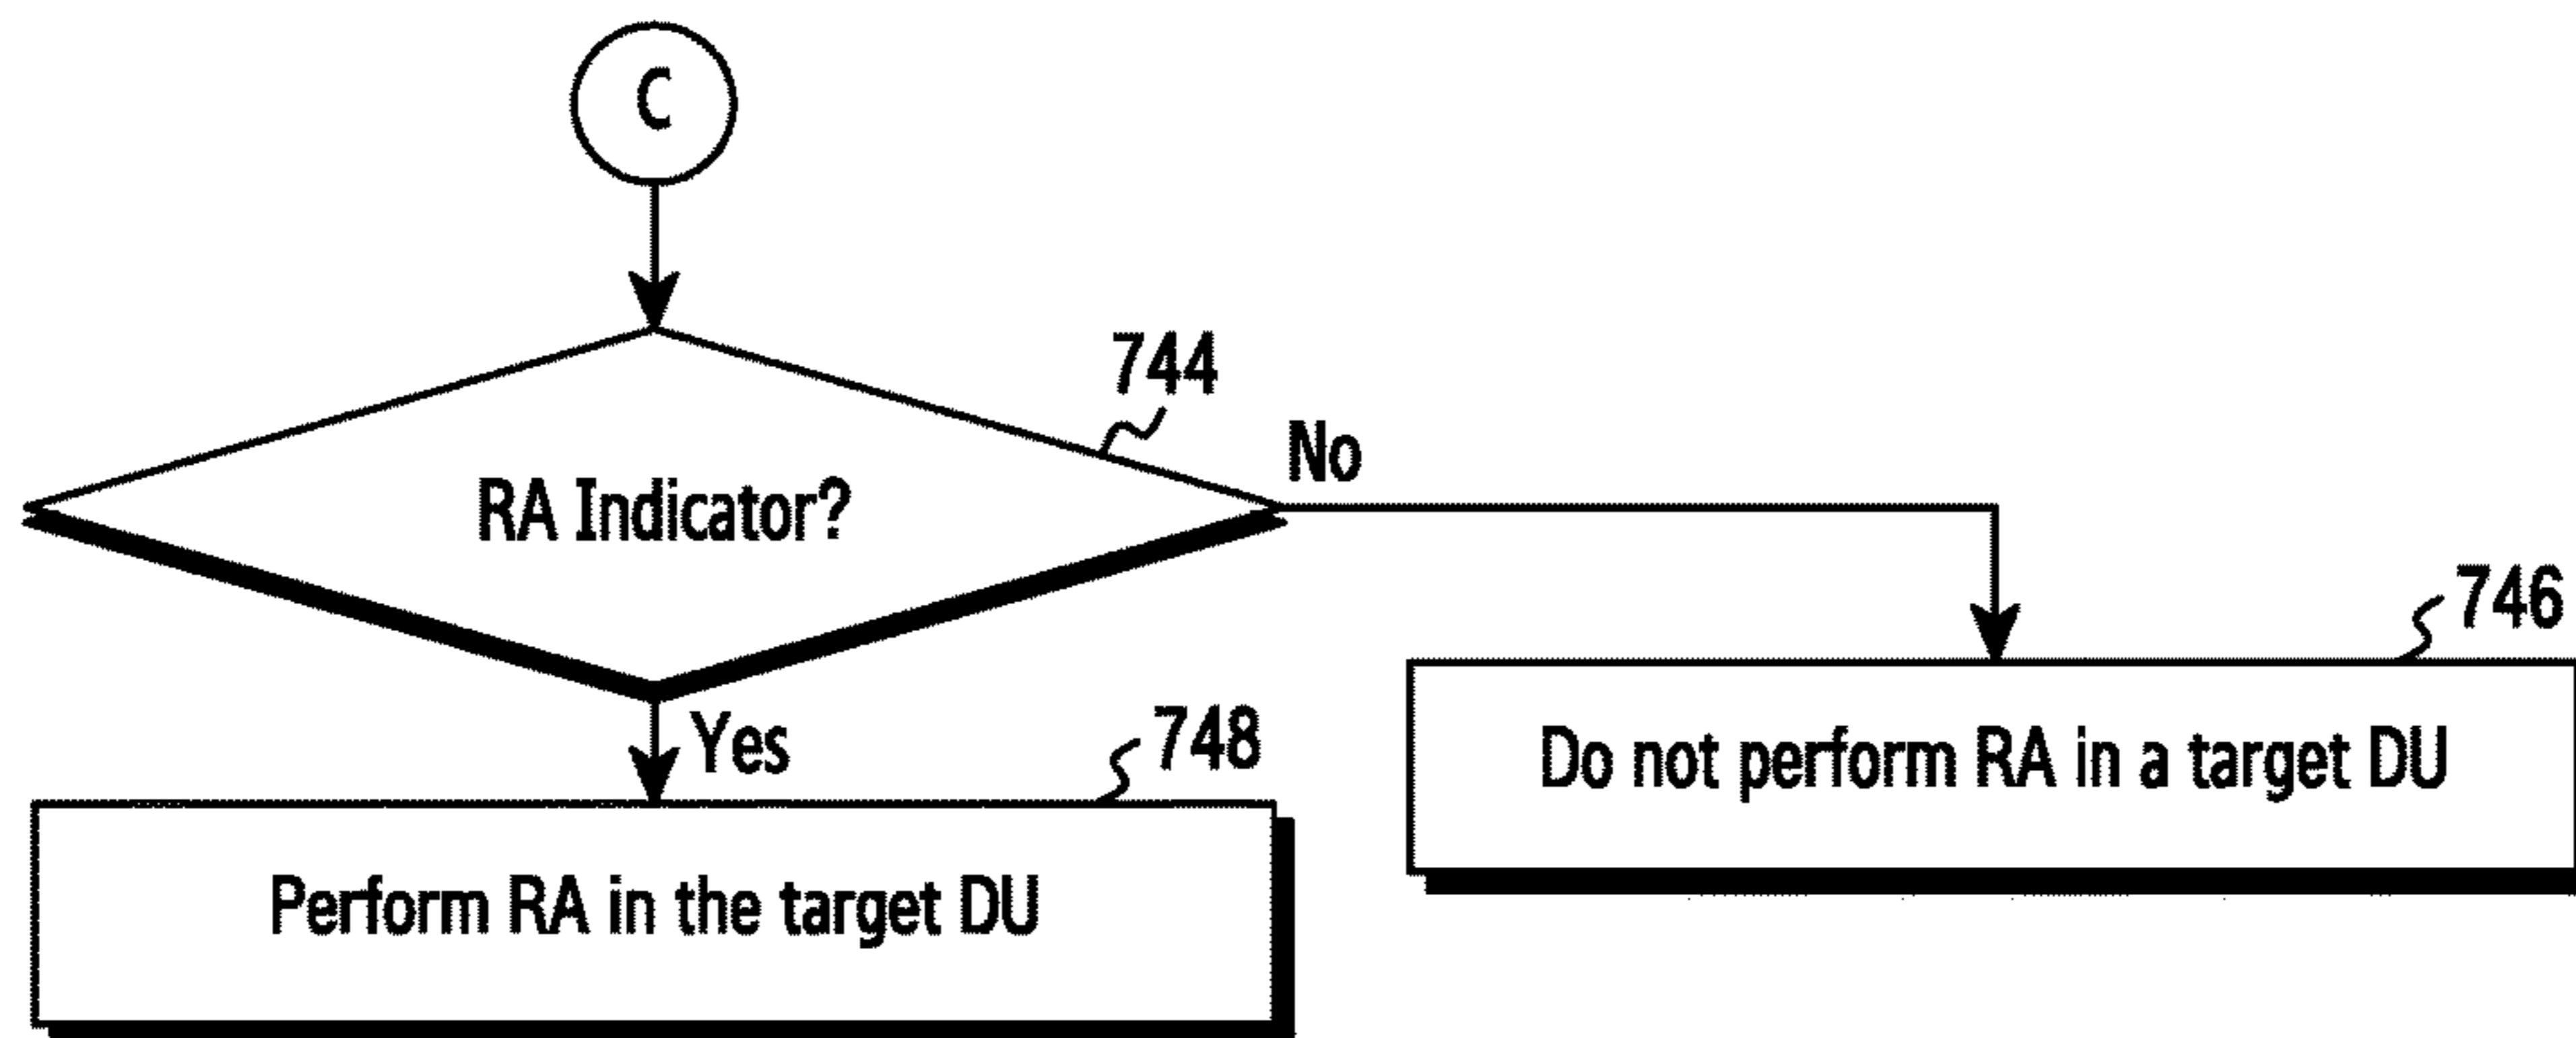 C
744
No
RA Indicator?
746
Yes
748
Do not perform RA in a target DU
Perform RA in the target DU